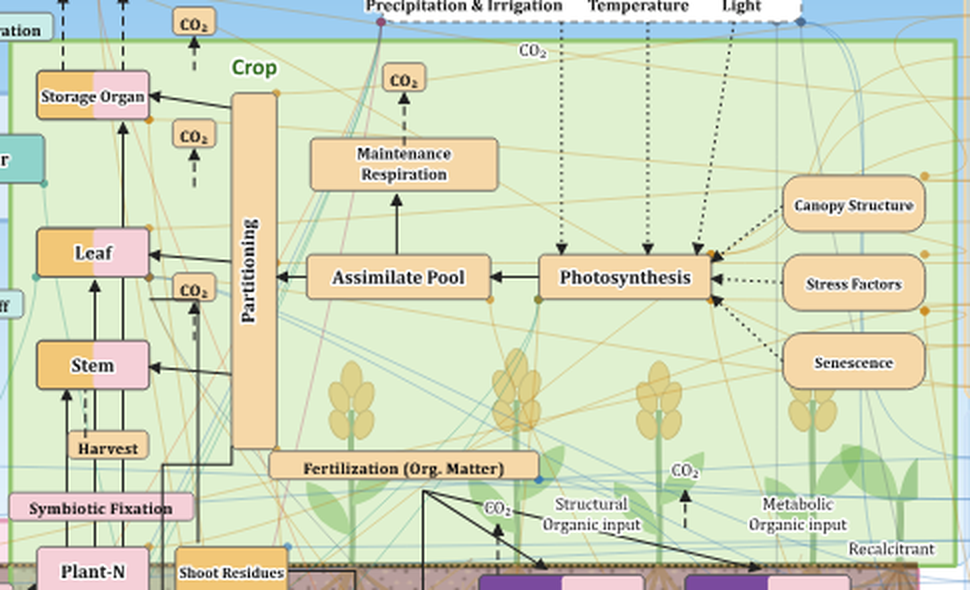 Precipitation & Irrigation Temperature Light
CO₂
ration
CO₂
Crop
CO₂
Storage Organ
CO₂
Maintenance
Respiration
r
Canopy Structure
Leaf
Partitioning
Assimilate Pool
Photosynthesis
Stress Factors
CO₂
ff
Stem
Senescence
Harvest
Fertilization (Org. Matter)
CO₂
Symbiotic Fixation
CO₂
Structural
Organic input
Metabolic
Organic input
Recalcitrant
Plant-N
Shoot Residues